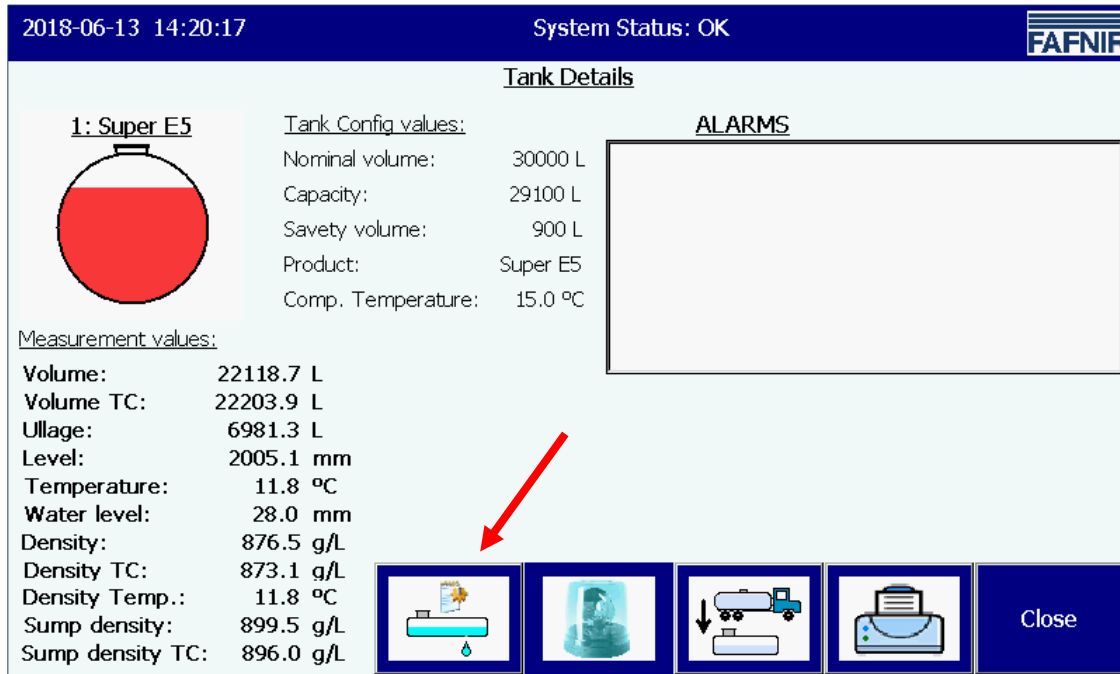 2018-06-13 14:20:17 System Status: OK FAFNIR
Tank Details
1: Super E5
Tank Config values:
Nominal volume: 30000 L
Capacity: 29100 L
Savety volume: 900 L
Product: Super E5
Comp. Temperature: 15.0 ºC
ALARMS
Measurement values:
Volume: 22118.7 L
Volume TC: 22203.9 L
Ullage: 6981.3 L
Level: 2005.1 mm
Temperature: 11.8 ºC
Water level: 28.0 mm
Density: 876.5 g/L
Density TC: 873.1 g/L
Density Temp.: 11.8 ºC
Sump density: 899.5 g/L
Sump density TC: 896.0 g/L
Close